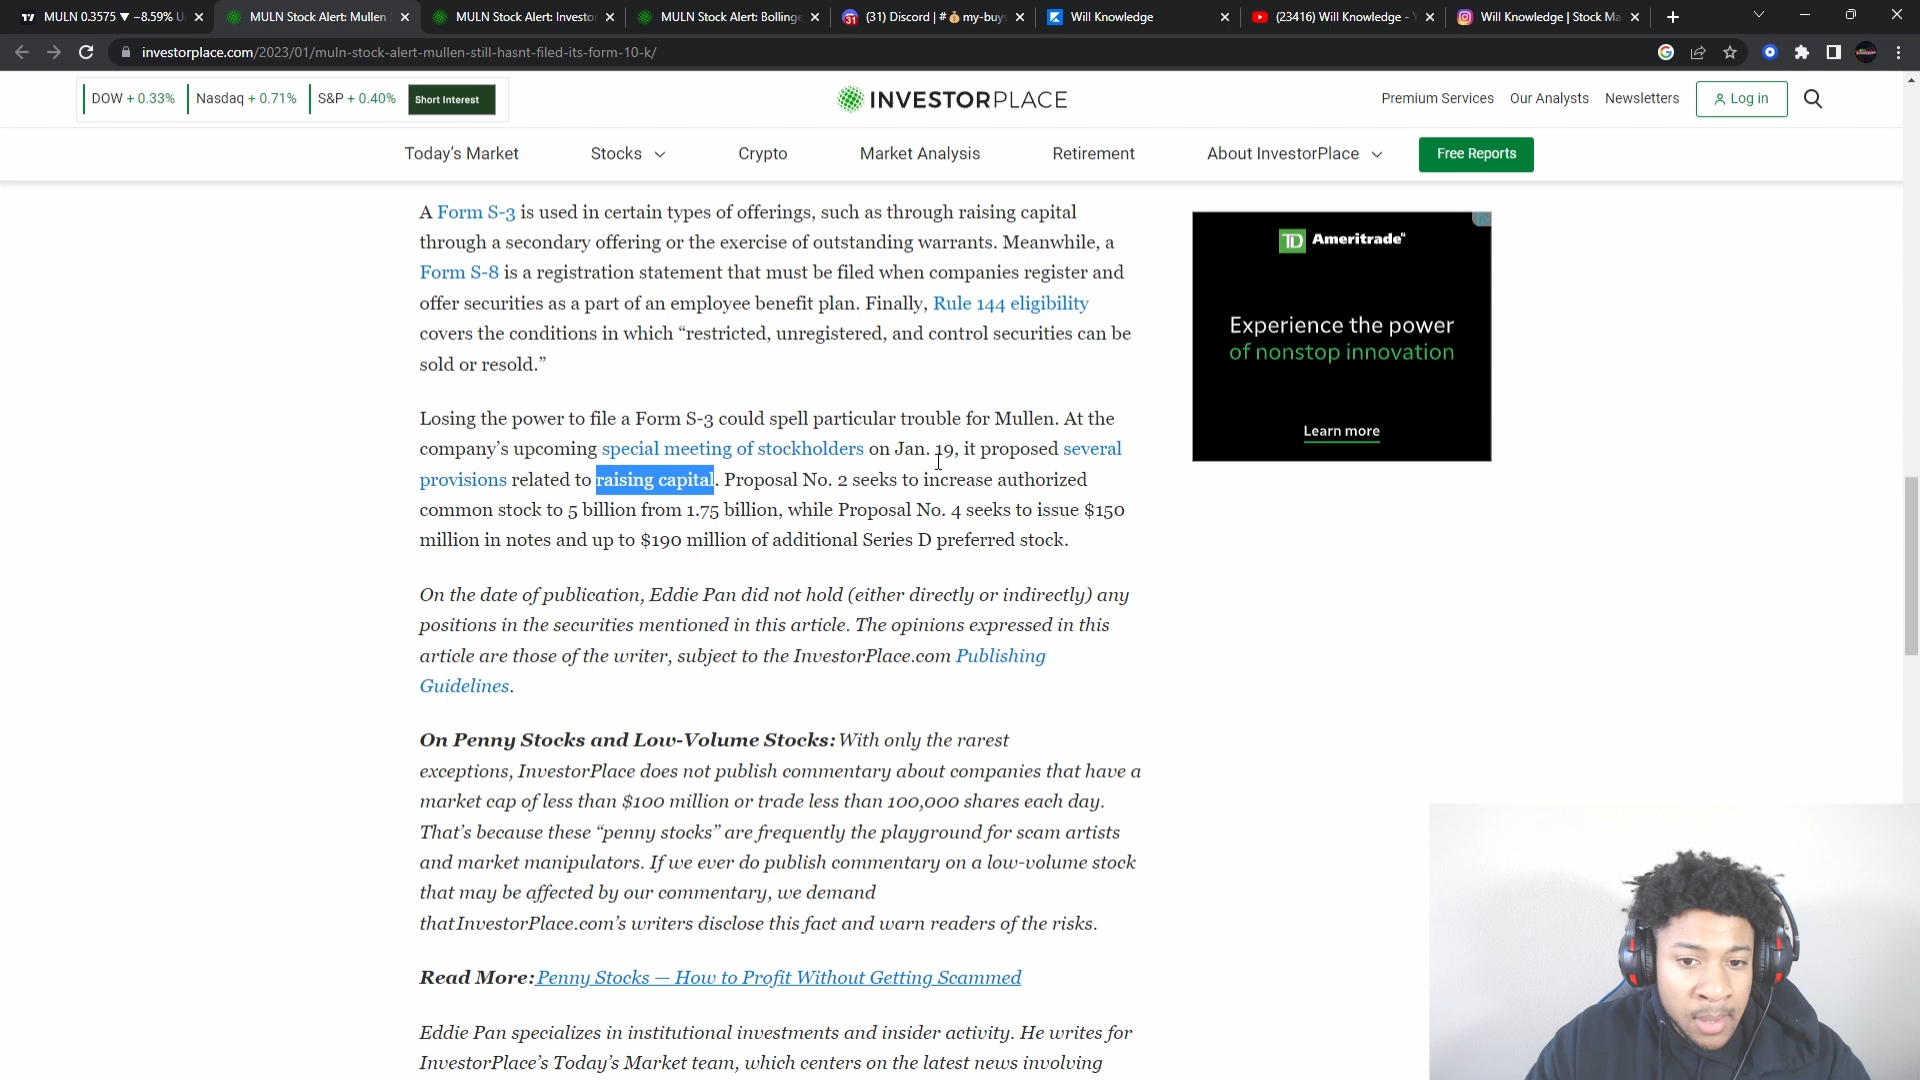 MULN 0.3575 ▼ −8.59% U
MULN Stock Alert: Mullen
MULN Stock Alert: Investor
MULN Stock Alert: Bollinge
(31) Discord | #💰my-buy
Will Knowledge
(23416) Will Knowledge -
Will Knowledge | Stock Ma
investorplace.com/2023/01/muln-stock-alert-mullen-still-hasnt-filed-its-form-10-k/
DOW + 0.33%
Nasdaq + 0.71%
S&P + 0.40%
Short Interest
INVESTORPLACE
Premium Services
Our Analysts
Newsletters
Log in
Today's Market
Stocks
Crypto
Market Analysis
Retirement
About InvestorPlace
Free Reports
A Form S-3 is used in certain types of offerings, such as through raising capital
through a secondary offering or the exercise of outstanding warrants. Meanwhile, a
Form S-8 is a registration statement that must be filed when companies register and
offer securities as a part of an employee benefit plan. Finally, Rule 144 eligibility
covers the conditions in which “restricted, unregistered, and control securities can be
sold or resold.”
Losing the power to file a Form S-3 could spell particular trouble for Mullen. At the
company’s upcoming special meeting of stockholders on Jan. 19, it proposed several
provisions related to raising capital. Proposal No. 2 seeks to increase authorized
common stock to 5 billion from 1.75 billion, while Proposal No. 4 seeks to issue $150
million in notes and up to $190 million of additional Series D preferred stock.
On the date of publication, Eddie Pan did not hold (either directly or indirectly) any
positions in the securities mentioned in this article. The opinions expressed in this
article are those of the writer, subject to the InvestorPlace.com Publishing
Guidelines.
On Penny Stocks and Low-Volume Stocks: With only the rarest
exceptions, InvestorPlace does not publish commentary about companies that have a
market cap of less than $100 million or trade less than 100,000 shares each day.
That’s because these “penny stocks” are frequently the playground for scam artists
and market manipulators. If we ever do publish commentary on a low-volume stock
that may be affected by our commentary, we demand
thatInvestorPlace.com’s writers disclose this fact and warn readers of the risks.
Read More: Penny Stocks — How to Profit Without Getting Scammed
Eddie Pan specializes in institutional investments and insider activity. He writes for
InvestorPlace’s Today’s Market team, which centers on the latest news involving
TD Ameritrade
Experience the power
of nonstop innovation
Learn more